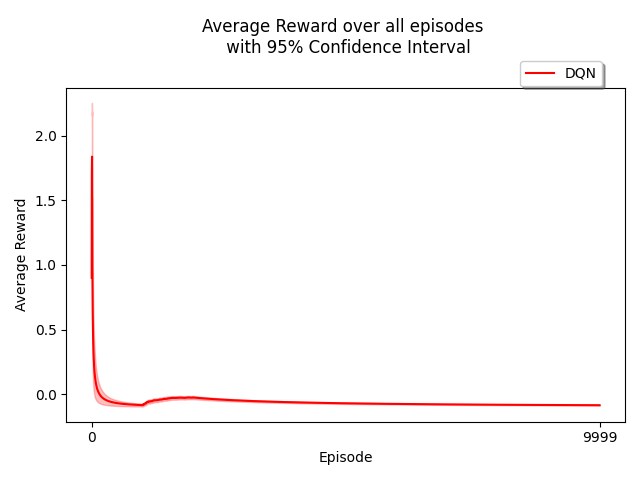 Average Reward over all episodes
with 95% Confidence Interval
DQN
2.0
1.5
1.0
0.5
0.0
Average Reward
0
9999
Episode